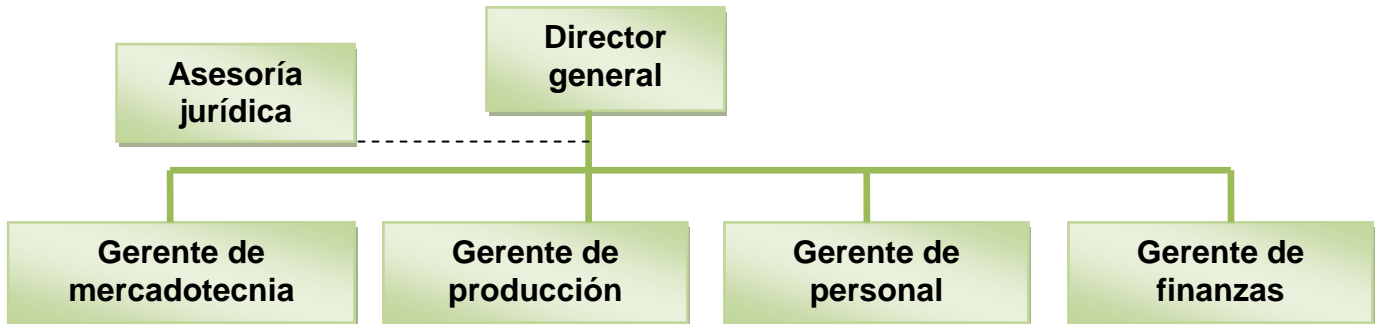 Director
general
Asesoría
jurídica
Gerente de
mercadotecnia
Gerente de
producción
Gerente de
personal
Gerente de
finanzas